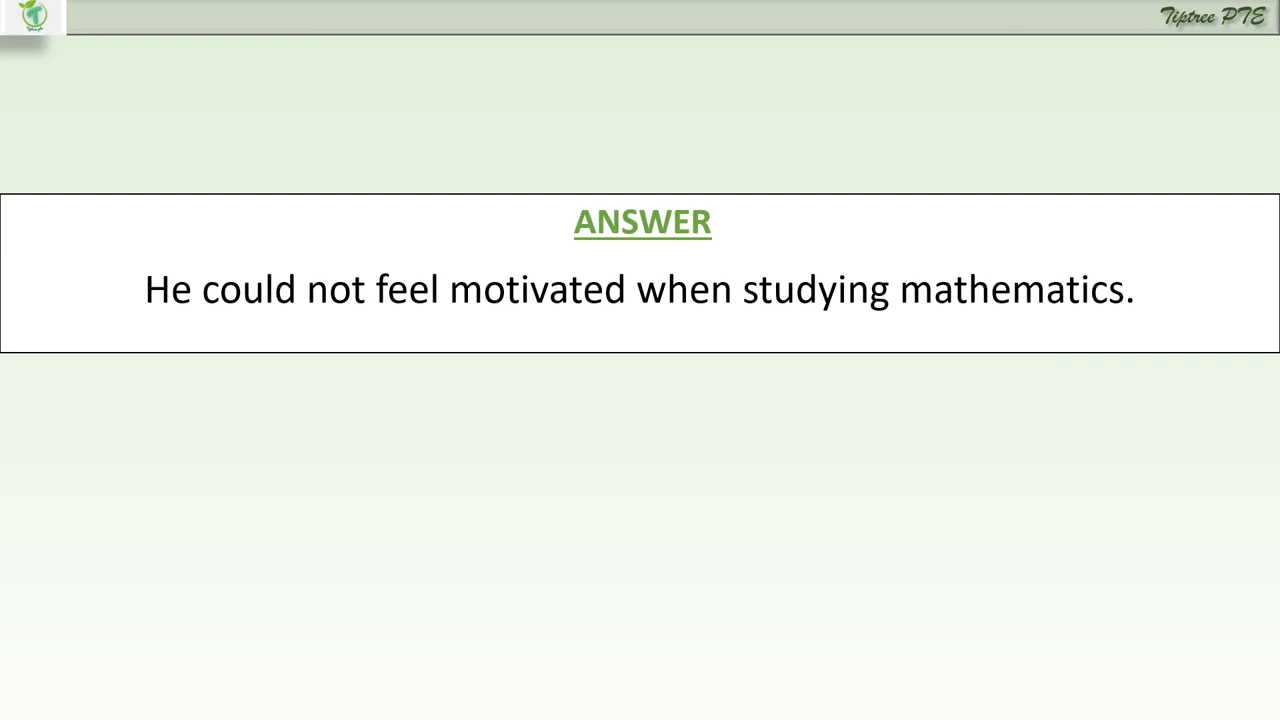 Tiptree PTE
ANSWER
He could not feel motivated when studying mathematics.